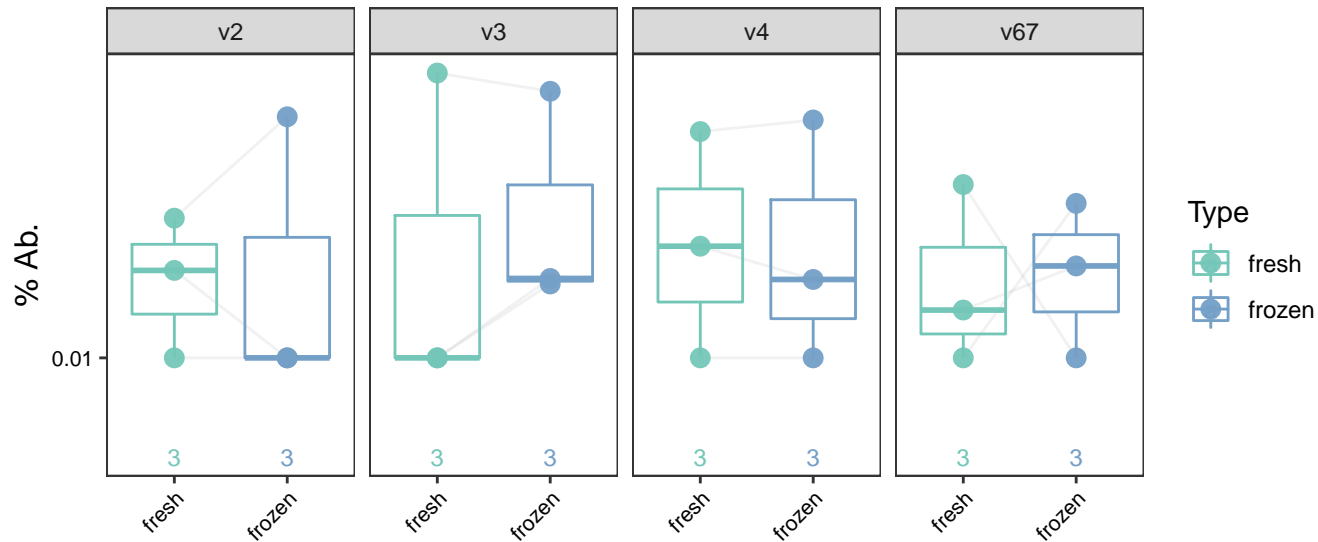 v2 v3 v4 v67
% Ab.
0.01
3 3 3 3 3 3 3 3
fresh frozen fresh frozen fresh frozen fresh frozen
Type
fresh
frozen